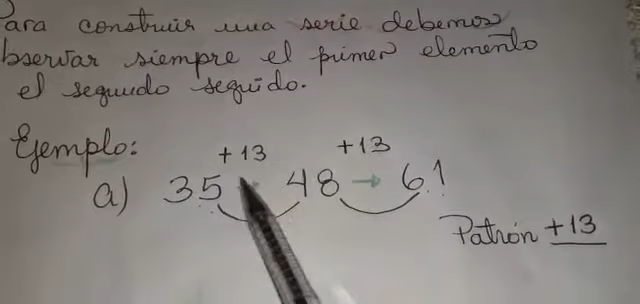 Para construir una serie debemos
bservar siempre el primer elemento
el segundo seguido.
Ejemplo:
+13 +13
a) 35 48 → 61
Patrón +13